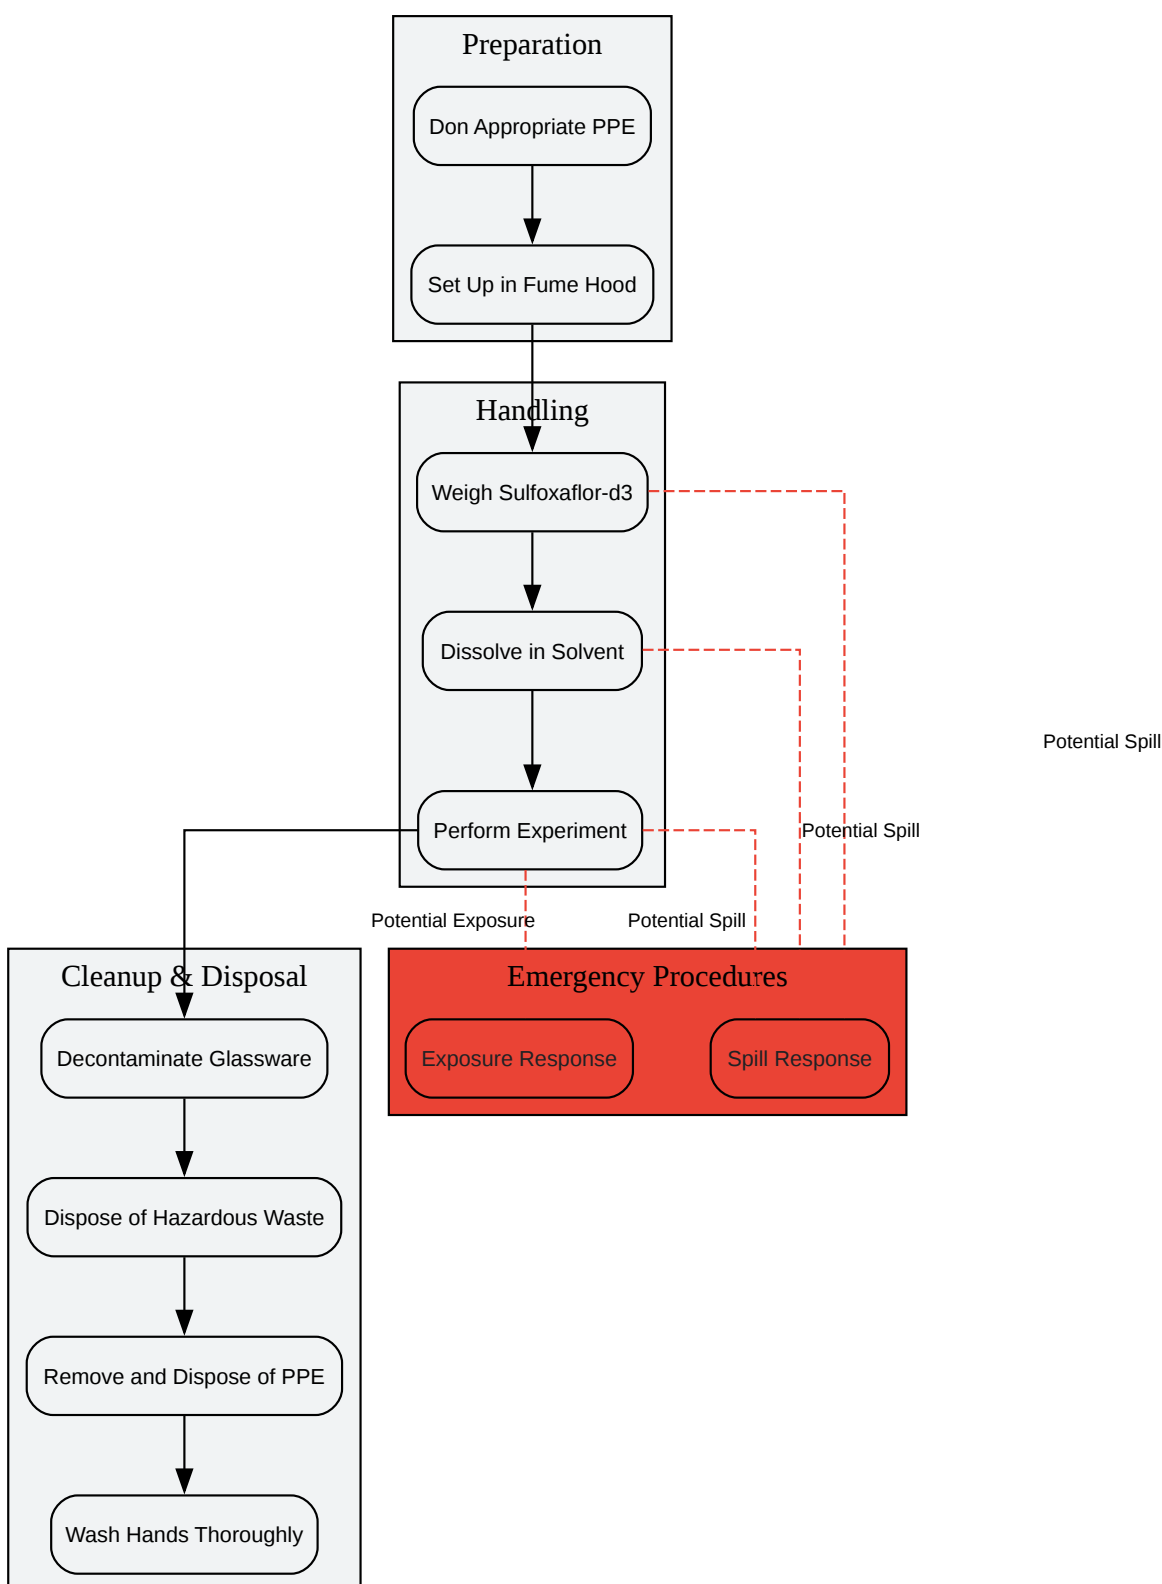 Preparation
Don Appropriate PPE
Set Up in Fume Hood
Handling
Weigh Sulfoxaflor-d3
Dissolve in Solvent
Potential Spill
Perform Experiment
Potential Spill
Potential Exposure
Potential Spill
Cleanup & Disposal
Emergency Procedures
Decontaminate Glassware
Exposure Response
Spill Response
Dispose of Hazardous Waste
Remove and Dispose of PPE
Wash Hands Thoroughly